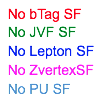 No bTag SF
No JVF SF
No Lepton SF
No ZvertexSF
No PU SF